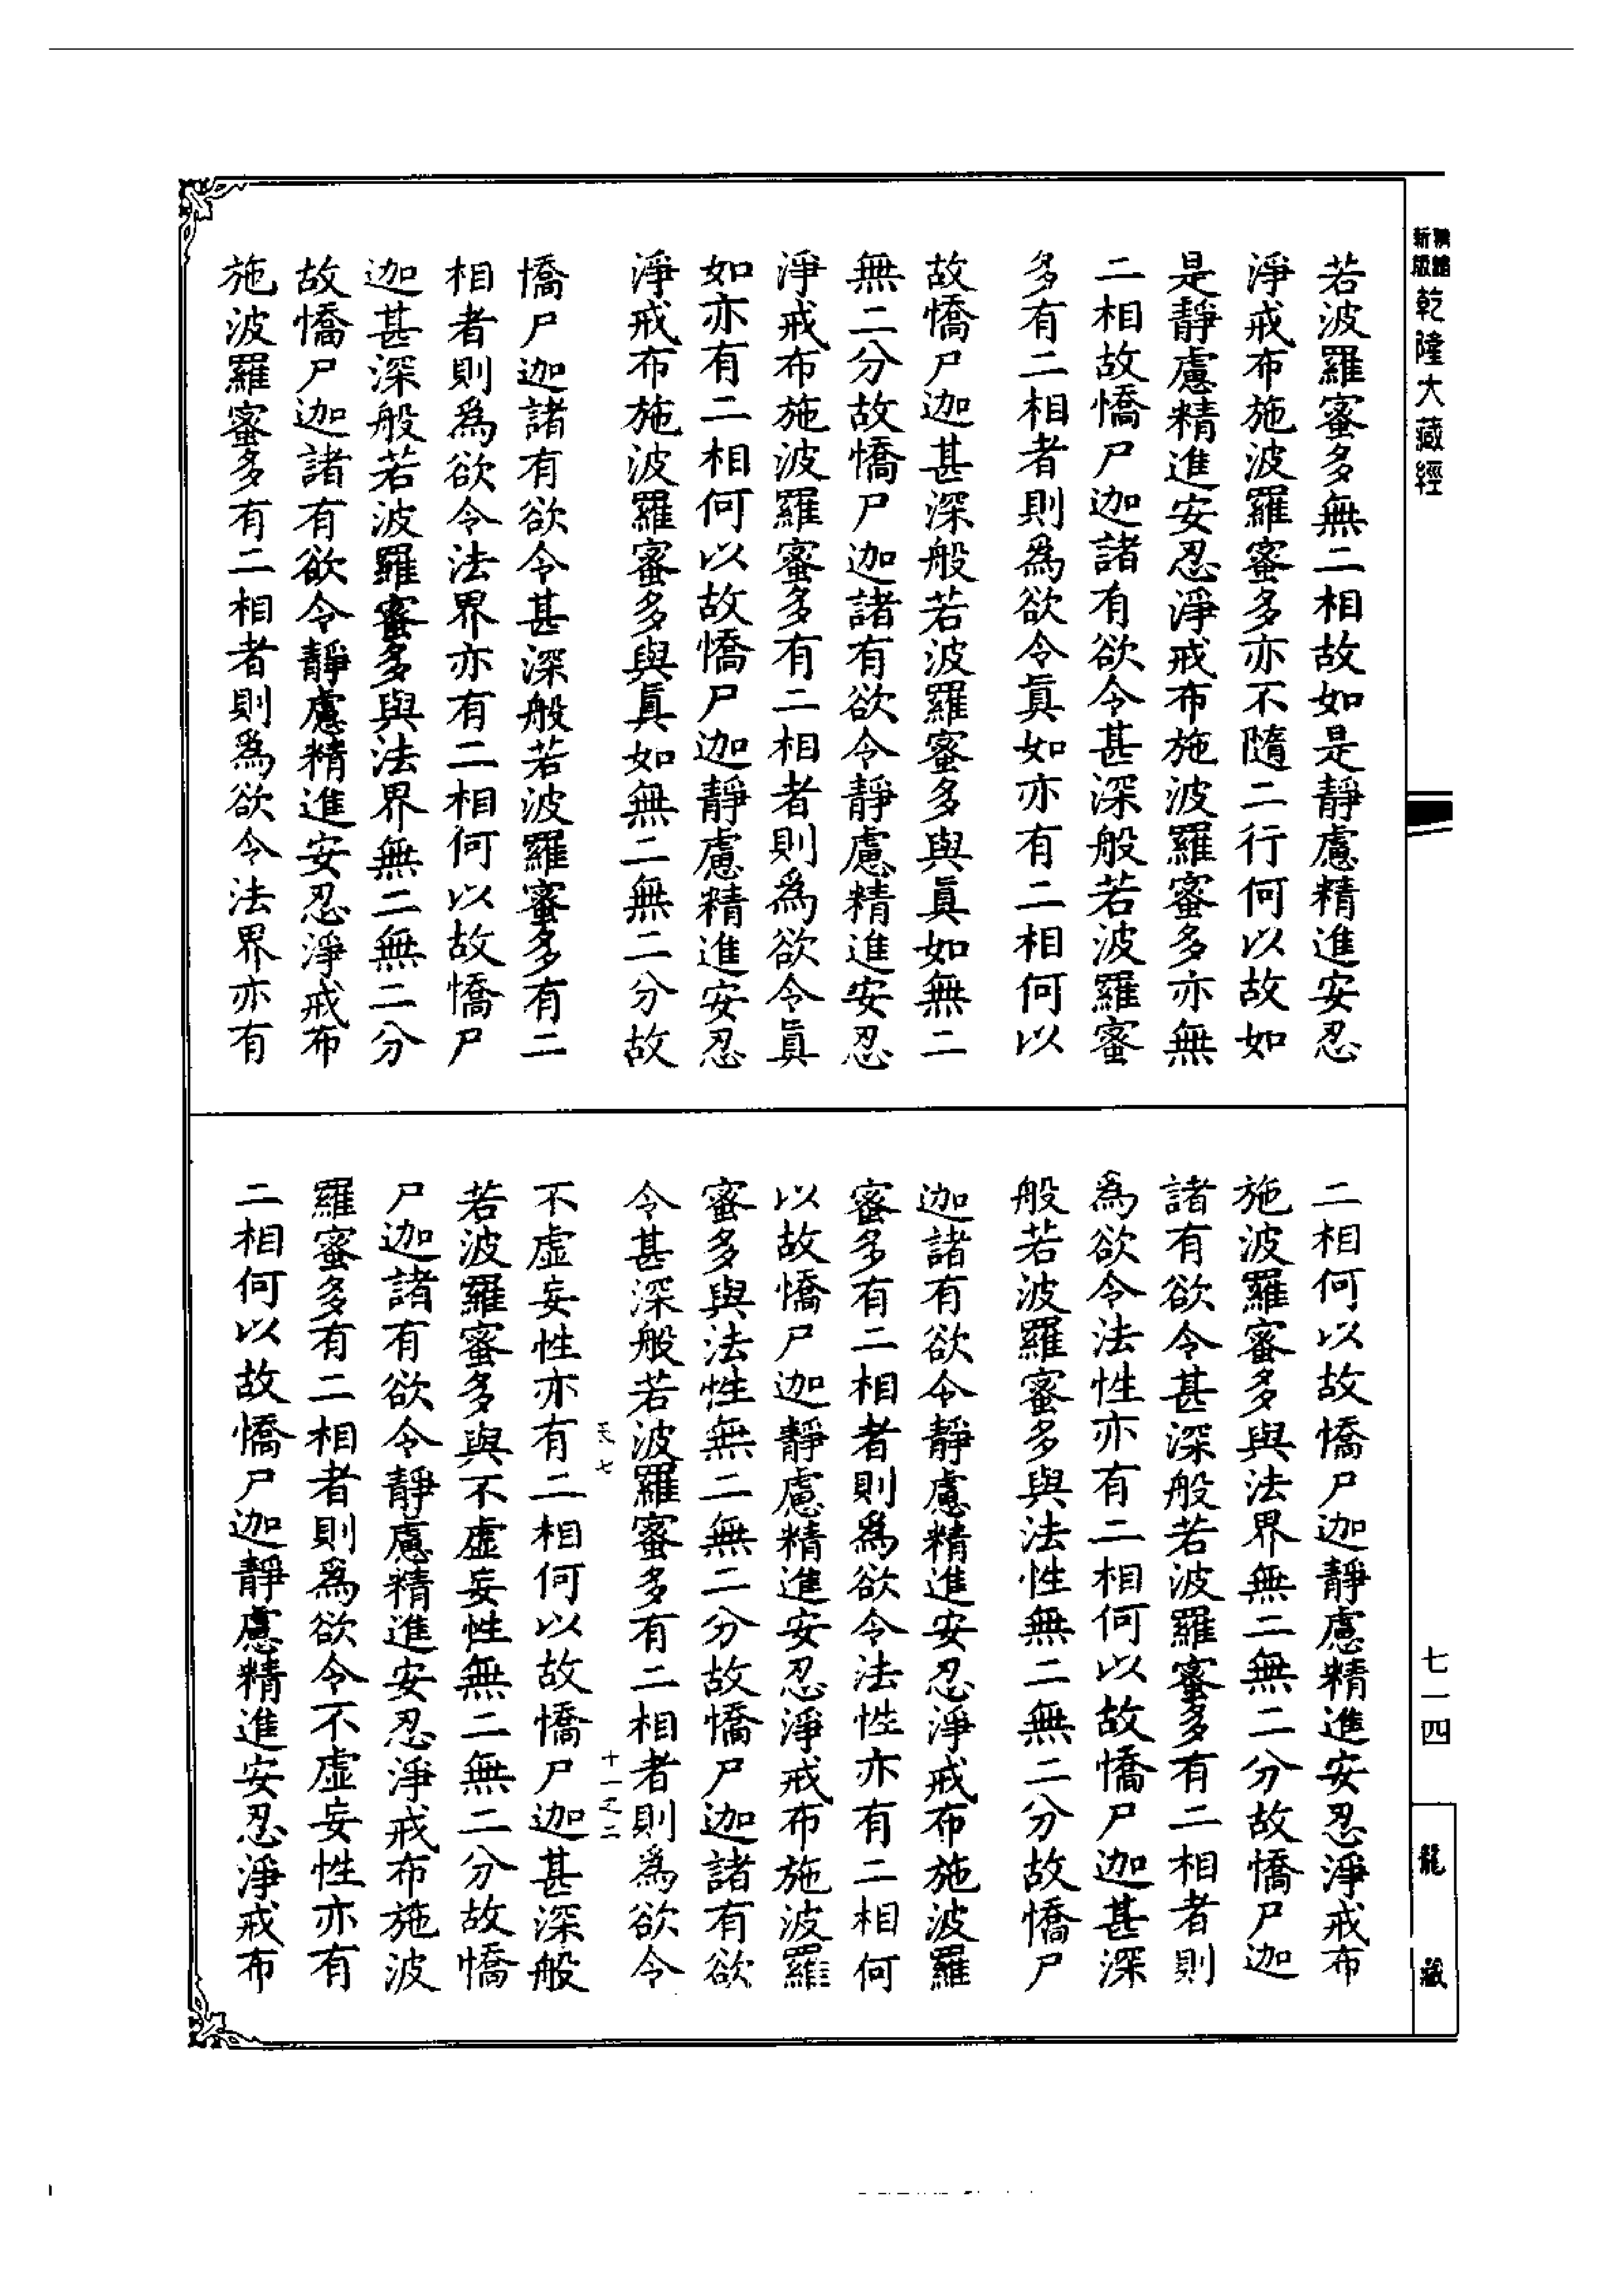 新版
乾隆大藏經
若波羅蜜多無二相故如是靜慮精進安忍
淨戒布施波羅蜜多亦不隨二行何以故如
是靜慮精進安忍淨戒布施波羅蜜多亦無
二相故憍尸迦諸有欲令甚深般若波羅蜜
多有二相者則為欲令眞如亦有二相何以
故憍尸迦甚深般若波羅蜜多與眞如無二
無二分故憍尸迦諸有欲令靜慮精進安忍
淨戒布施波羅蜜多有二相者則為欲令眞
如亦有二相何以故憍尸迦靜慮精進安忍
淨戒布施波羅蜜多與眞如無二無二分故
憍尸迦諸有欲令甚深般若波羅蜜多有二
相者則為欲令法界亦有二相何以故憍尸
迦甚深般若波羅蜜多與法界無二無二分
故憍尸迦諸有欲令靜慮精進安忍淨戒布
施波羅蜜多有二相者則為欲令法界亦有
二相何以故憍尸迦靜慮精進安忍淨戒布
施波羅蜜多與法界無二無二分故憍尸迦
諸有欲令甚深般若波羅蜜多有二相者則
為欲令法性亦有二相何以故憍尸迦甚深
般若波羅蜜多與法性無二無二分故憍尸
迦諸有欲令靜慮精進安忍淨戒布施波羅
蜜多有二相者則為欲令法性亦有二相何
以故憍尸迦靜慮精進安忍淨戒布施波羅
蜜多與法性無二無二分故憍尸迦諸有欲
令甚深般若波羅蜜多有二相者則為欲令
天七 十一之二
不虛妄性亦有二相何以故憍尸迦甚深般
若波羅蜜多與不虛妄性無二無二分故憍
尸迦諸有欲令靜慮精進安忍淨戒布施波
羅蜜多有二相者則為欲令不虛妄性亦有
二相何以故憍尸迦靜慮精進安忍淨戒布
七一四
龍藏